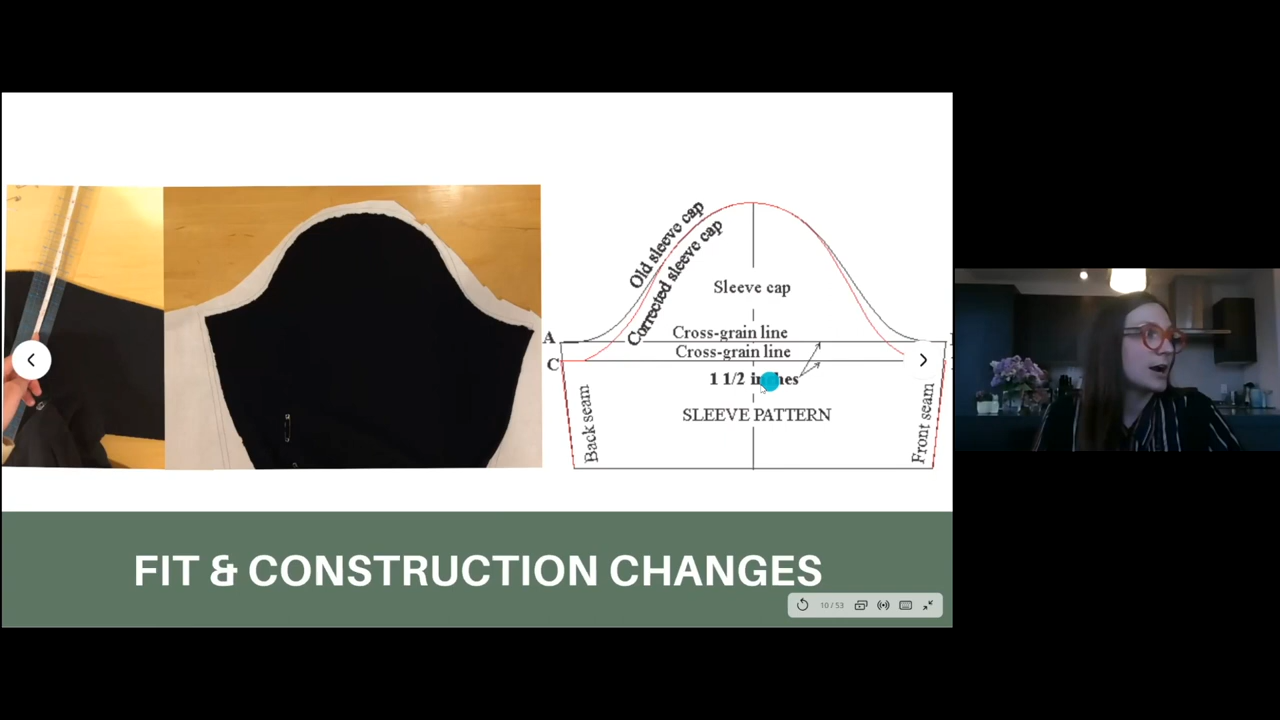 Old sleeve cap
Corrected sleeve cap
Sleeve cap
Cross-grain line
A
Cross-grain line
C
1 1/2 inches
SLEEVE PATTERN
Back seam
Front seam
FIT & CONSTRUCTION CHANGES
10 / 53